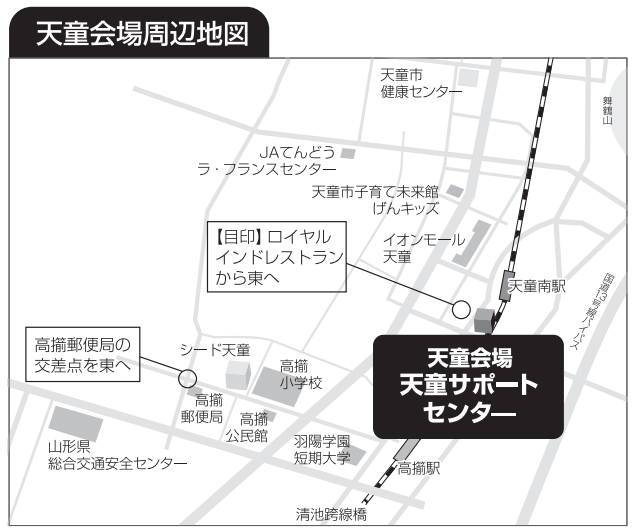 天童会場周辺地図
天童市
健康センター
舞鶴山
JAてんどう
ラ・フランスセンター
天童市子育て未来館
げんキッズ
【目印】ロイヤル
インドレストラン
から東へ
イオンモール
天童
天童南駅
国道13号線バイパス
高擶郵便局の
交差点を東へ
シード天童
高擶
小学校
天童会場
天童サポート
センター
高擶
郵便局
高擶
公民館
山形県
総合交通安全センター
羽陽学園
短期大学
高擶駅
清池跨線橋